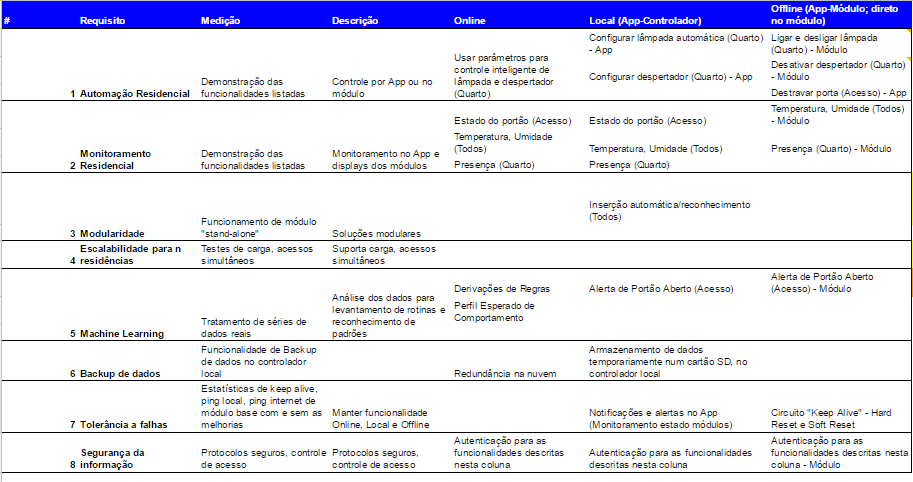 # Requisito Medição Descrição Online Local (App-Controlador) Offline (App-Módulo; direto
no módulo)
1 Automação Residencial
Demonstração das
funcionalidades listadas
Controle por App ou no
módulo
Usar parâmetros para
controle inteligente de
lâmpada e despertador
(Quarto)
Configurar lâmpada automática (Quarto)
- App
Configurar despertador (Quarto) - App
Ligar e desligar lâmpada
(Quarto) - Módulo
Desativar despertador (Quarto)
- Módulo
Destravar porta (Acesso) - App
2 Monitoramento
Residencial
Demonstração das
funcionalidades listadas
Monitoramento no App e
displays dos módulos
Estado do portão (Acesso)
Temperatura, Umidade
(Todos)
Presença (Quarto)
Estado do portão (Acesso)
Temperatura, Umidade (Todos)
Presença (Quarto)
Temperatura, Umidade (Todos)
- Módulo
Presença (Quarto) - Módulo
3 Modularidade
Funcionamento de módulo
"stand-alone"
Soluções modulares
Inserção automática/reconhecimento
(Todos)
4 Escalabilidade para n
residências
Testes de carga, acessos
simultâneos
Suporta carga, acessos
simultâneos
5 Machine Learning
Tratamento de séries de
dados reais
Análise dos dados para
levantamento de rotinas e
reconhecimento de
padrões
Derivações de Regras
Perfil Esperado de
Comportamento
Alerta de Portão Aberto (Acesso)
Alerta de Portão Aberto
(Acesso) - Módulo
6 Backup de dados
Funcionalidade de Backup
de dados no controlador
local
Redundância na nuvem
Armazenamento de dados
temporariamente num cartão SD, no
controlador local
7 Tolerância a falhas
Estatísticas de keep alive,
ping local, ping internet de
módulo base com e sem as
melhorias
Manter funcionalidade
Online, Local e Offline
Notificações e alertas no App
(Monitoramento estado módulos)
Circuito "Keep Alive" - Hard
Reset e Soft Reset
8 Segurança da
informação
Protocolos seguros, controle
de acesso
Protocolos seguros,
controle de acesso
Autenticação para as
funcionalidades descritas
nesta coluna
Autenticação para as funcionalidades
descritas nesta coluna
Autenticação para as
funcionalidades descritas nesta
coluna - Módulo